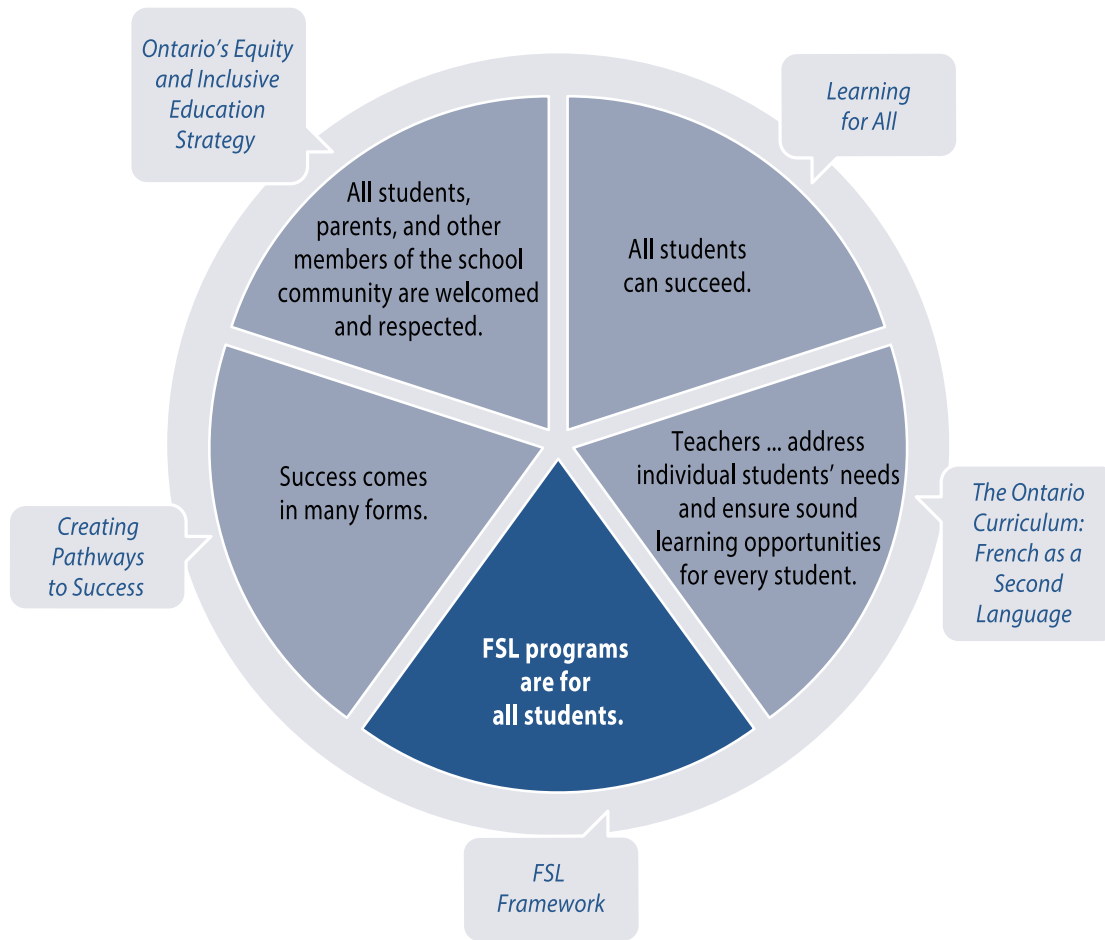 Ontario's Equity
and Inclusive
Education
Strategy
Learning
for All
All students,
parents, and other
members of the school
community are welcomed
and respected.
All students
can succeed.
Success comes
in many forms.
Teachers ... address
individual students' needs
and ensure sound
learning opportunities
for every student.
Creating
Pathways
to Success
The Ontario
Curriculum:
French as a
Second
Language
FSL programs
are for
all students.
FSL
Framework